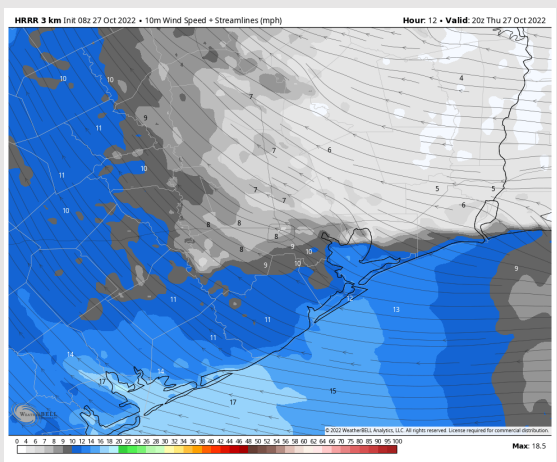 HRRR 3 km Init 08z 27 Oct 2022 • 10m Wind Speed + Streamlines (mph) Hour: 12 • Valid: 20z Thu 27 Oct 2022
10 10 4
7
9
11
7 6
10
11
5 5
7
10 7 6
8 8
8 8
9 10
9 10 9
11 12
13
11
11
14
14
17
15
17
WeatherBELL
© 2022 WeatherBELL Analytics, LLC. All rights reserved. License required for commercial distribution.
0 4 6 7 8 9 10 12 14 16 18 20 22 24 26 28 30 32 34 36 38 40 42 44 46 48 50 52 54 56 58 60 62 64 66 68 70 75 80 85 90 95 100
Max: 18.5